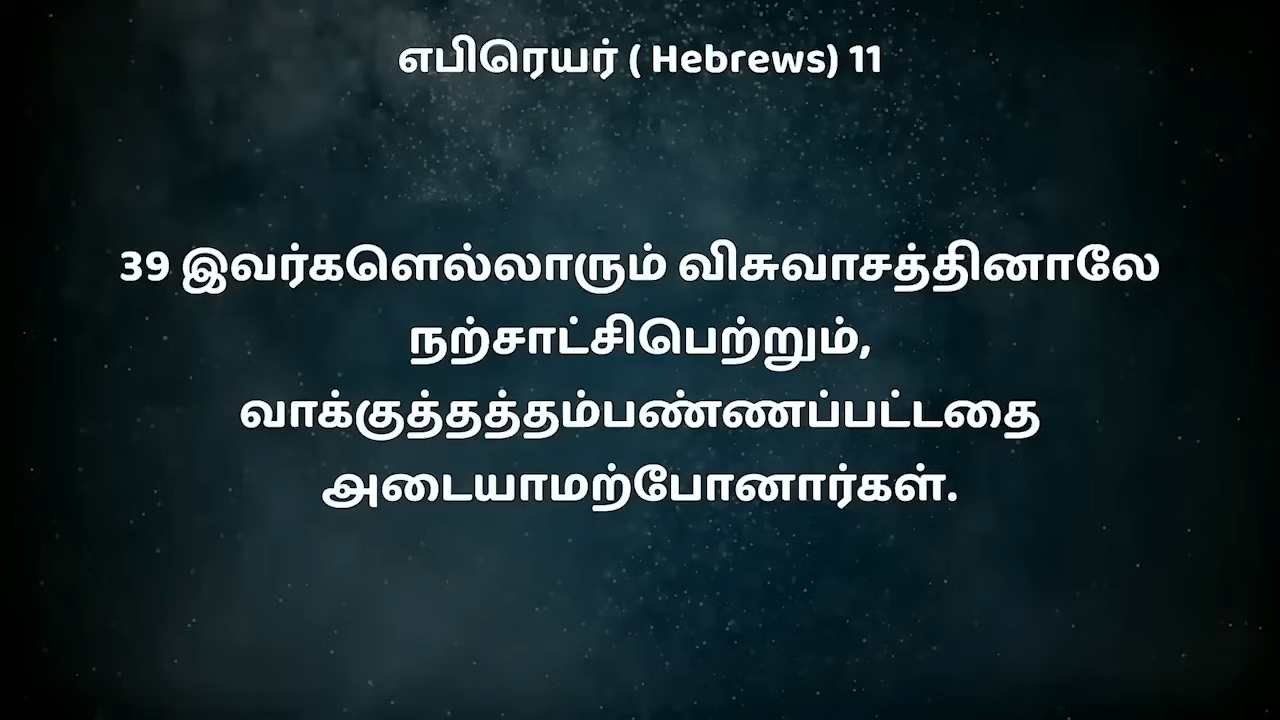 எபிரெயர் ( Hebrews) 11
39 இவர்களெல்லாரும் விசுவாசத்தினாலே
நற்சாட்சிபெற்றும்,
வாக்குத்தத்தம்பண்ணப்பட்டதை
அடையாமற்போனார்கள்.